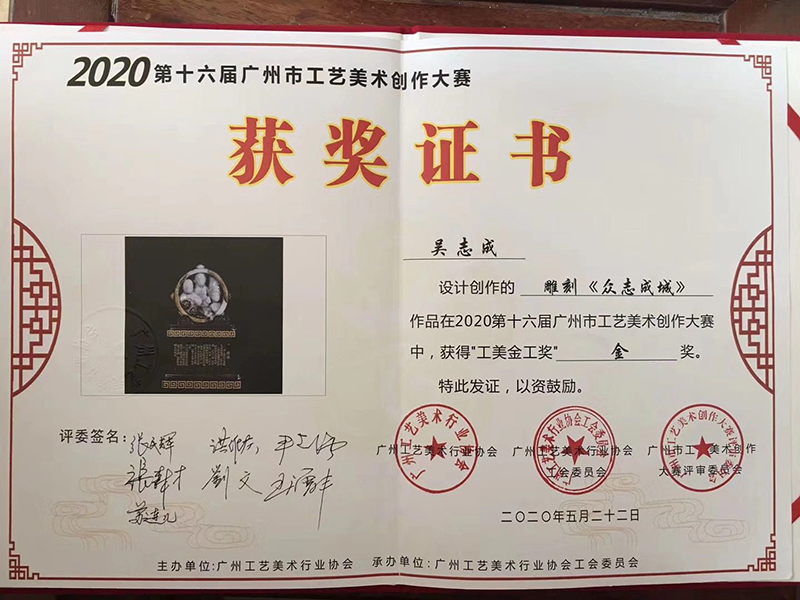 2020第十六届广州市工艺美术创作大赛
获奖证书
吴志成
设计创作的 雕刻《众志成城》
作品在2020第十六届广州市工艺美术创作大赛
中，获得"工美金工奖" 金 奖。
特此发证，以资鼓励。
评委签名：
刘文
广州工艺美术行业协会
广州工艺美术行业协会
工会委员会
广州市工艺美术创作
大赛评审委员会
二〇二〇年五月二十二日
主办单位:广州工艺美术行业协会 承办单位:广州工艺美术行业协会工会委员会